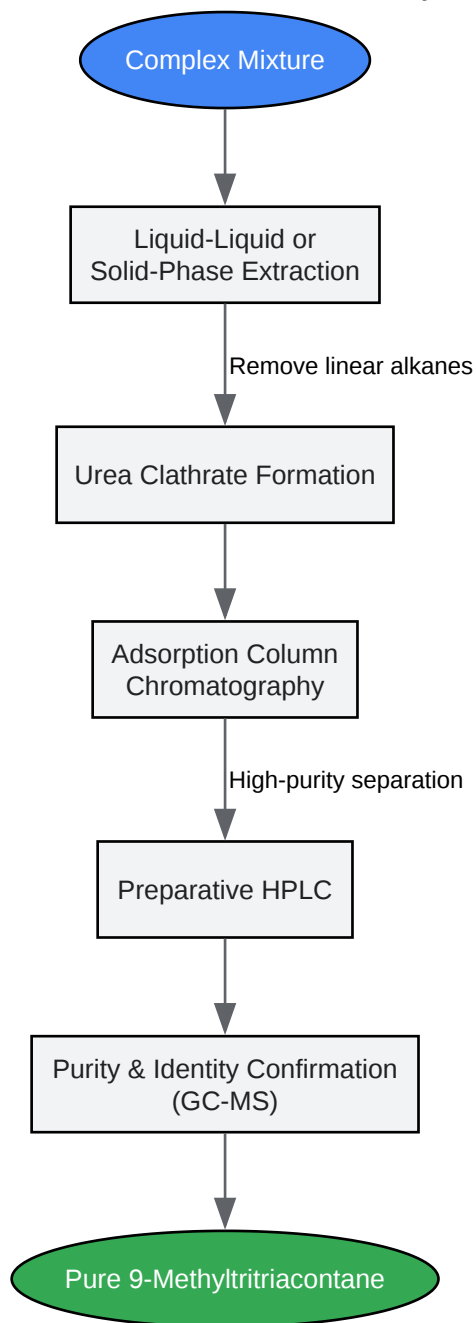 Complex Mixture
Liquid-Liquid or
Solid-Phase Extraction
Remove linear alkanes
Urea Clathrate Formation
Adsorption Column
Chromatography
High-purity separation
Preparative HPLC
Purity & Identity Confirmation
(GC-MS)
Pure 9-Methyltritriacontane